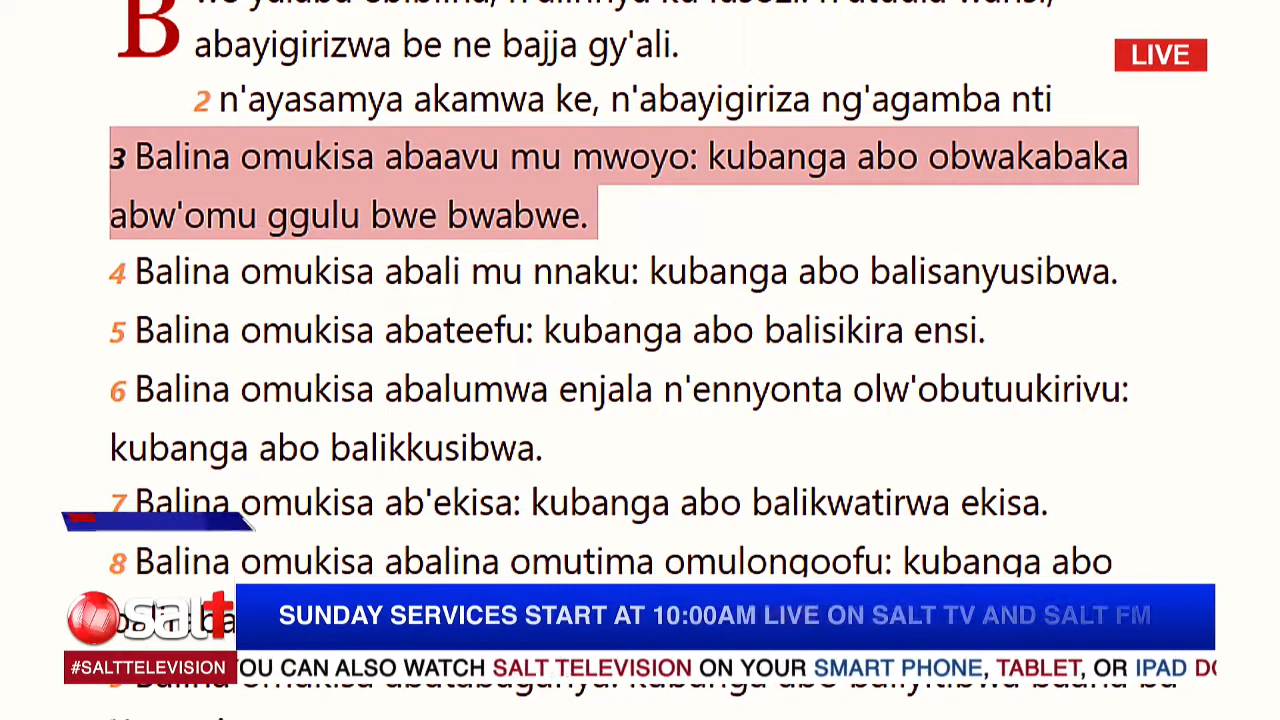 B
abayigirizwa be ne bajja gy'ali.
LIVE
2 n'ayasamya akamwa ke, n'abayigiriza ng'agamba nti
3 Balina omukisa abaavu mu mwoyo: kubanga abo obwakabaka
abw'omu ggulu bwe bwabwe.
4 Balina omukisa abali mu nnaku: kubanga abo balisanyusibwa.
5 Balina omukisa abateefu: kubanga abo balisikira ensi.
6 Balina omukisa abalumwa enjala n'ennyonta olw'obutuukirivu:
kubanga abo balikkusibwa.
7 Balina omukisa ab'ekisa: kubanga abo balikwatirwa ekisa.
8 Balina omukisa abalina omutima omulongoofu: kubanga abo
salt
SUNDAY SERVICES START AT 10:00AM LIVE ON SALT TV AND SALT FM
#SALTTELEVISION
YOU CAN ALSO WATCH SALT TELEVISION ON YOUR SMART PHONE, TABLET, OR IPAD